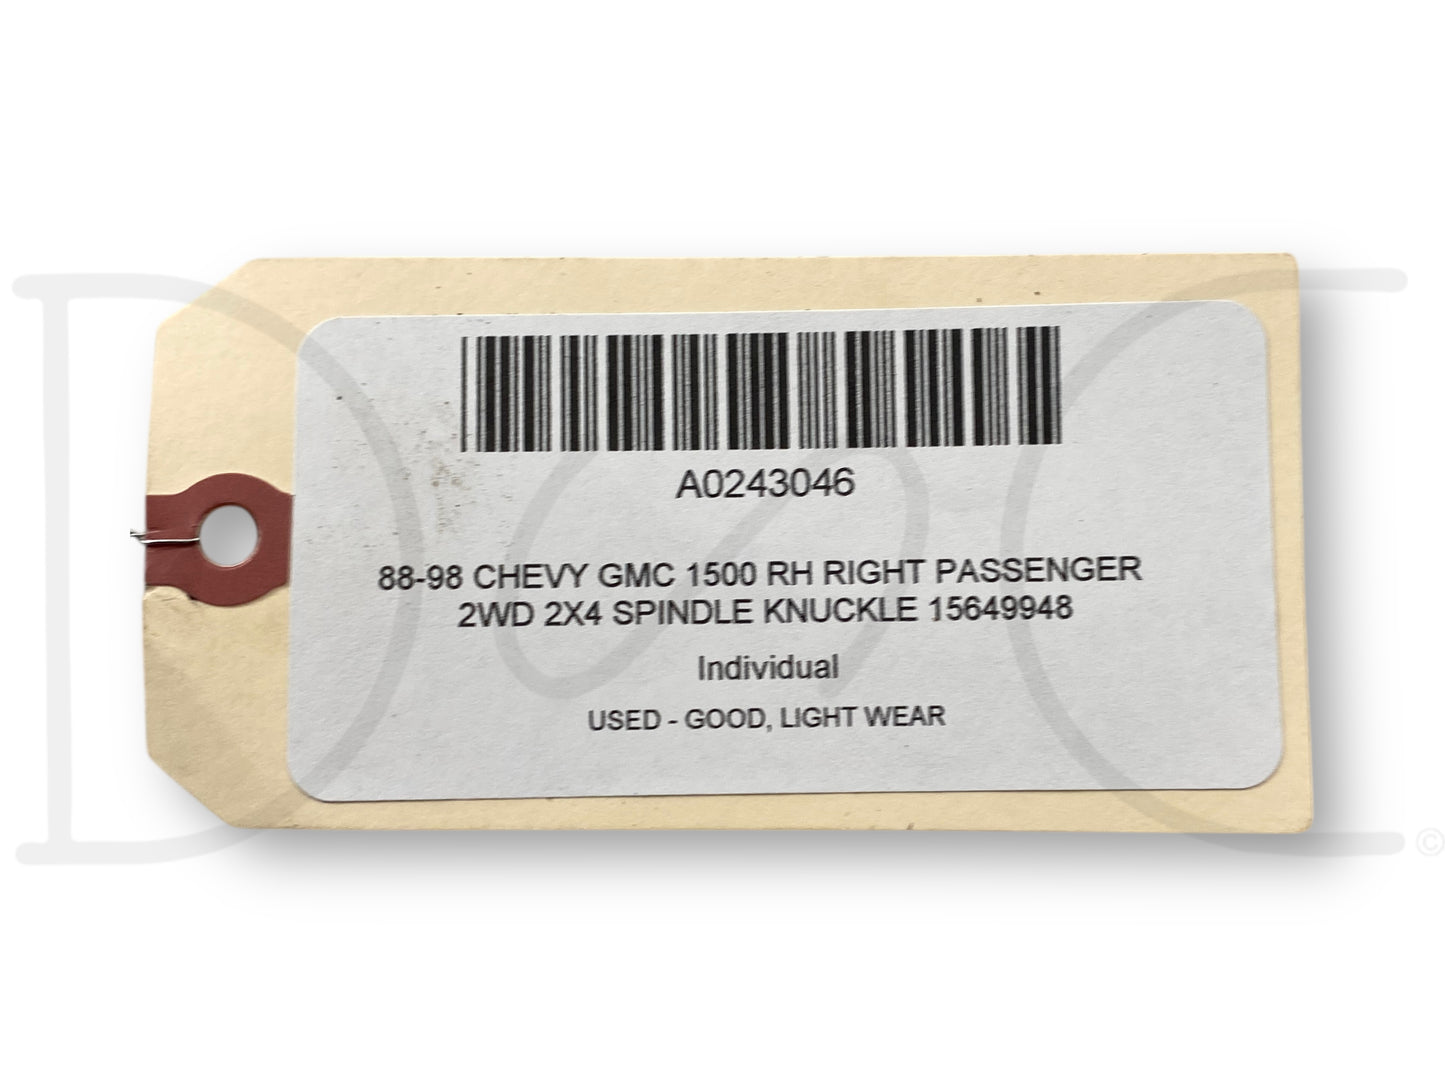 A0243046
88-98 CHEVY GMC 1500 RH RIGHT PASSENGER
2WD 2X4 SPINDLE KNUCKLE 15649948
Individual
USED - GOOD, LIGHT WEAR
©